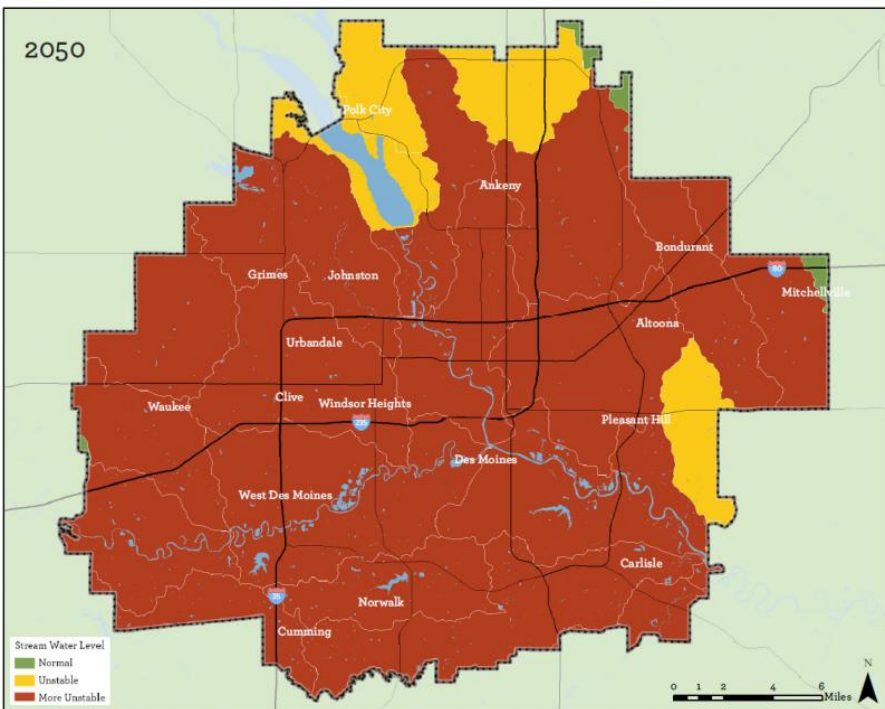 2050
Polk City
Ankeny
Bondurant
Grimes
Johnston
80
Mitchellville
Altoona
Urbandale
Clive
Waukee
Windsor Heights
235
Pleasant Hill
Des Moines
West Des Moines
Carlisle
35
Norwalk
Cumming
Stream Water Level
Normal
Unstable
More Unstable
N
0 1 2 4 6
Miles